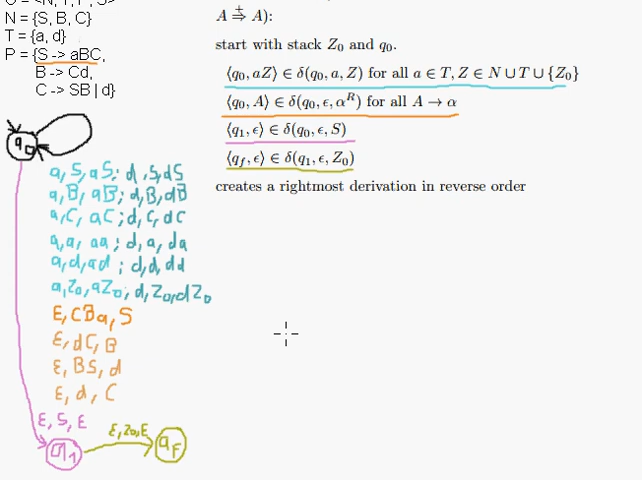 N = {S, B, C}
T = {a, d}
P = {S -> aBC,
B -> Cd,
C -> SB | d}
A ⇒⁺ A):
start with stack Z₀ and q₀.
⟨q₀, aZ⟩ ∈ δ(q₀, a, Z) for all a ∈ T, Z ∈ N ∪ T ∪ {Z₀}
⟨q₀, A⟩ ∈ δ(q₀, ϵ, αᴿ) for all A → α
⟨q₁, ϵ⟩ ∈ δ(q₀, ϵ, S)
⟨q_f, ϵ⟩ ∈ δ(q₁, ϵ, Z₀)
creates a rightmost derivation in reverse order
q₀
a, S, aS; d, S, dS
a, B, aB; d, B, dB
a, C, aC; d, C, dC
a, a, aa; d, a, da
a, d, ad; d, d, dd
a, Z₀, aZ₀; d, Z₀, dZ₀
ε, CBa, S
ε, dC, B
ε, BS, d
ε, d, C
ε, S, ε
ε, Z₀, ε
q₁
q_F